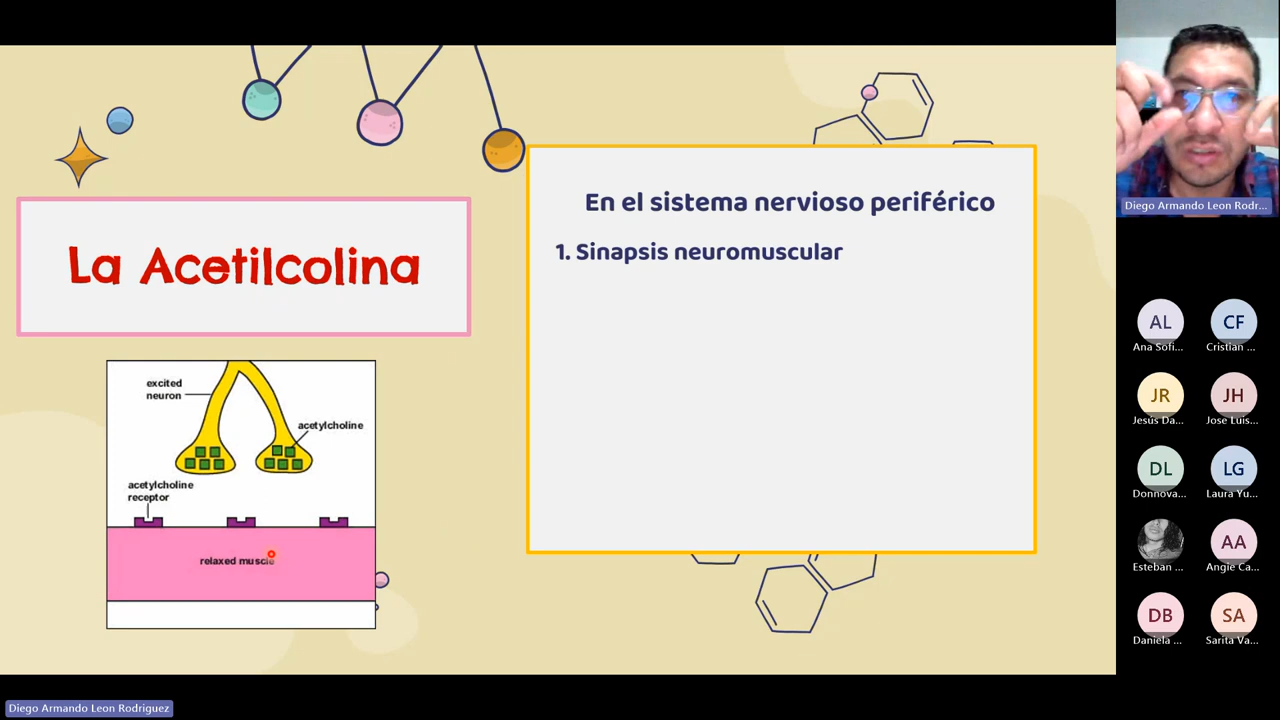 La Acetilcolina
excited
neuron
acetylcholine
acetylcholine
receptor
relaxed muscle
En el sistema nervioso periférico
1. Sinapsis neuromuscular
Diego Armando Leon Rodr...
AL
Ana Sofi...
CF
Cristian ...
JR
Jesús Da...
JH
Jose Luis...
DL
Donnova...
LG
Laura Yu...
Esteban ...
AA
Angie Ca...
DB
Daniela ...
SA
Sarita Va...
Diego Armando Leon Rodriguez